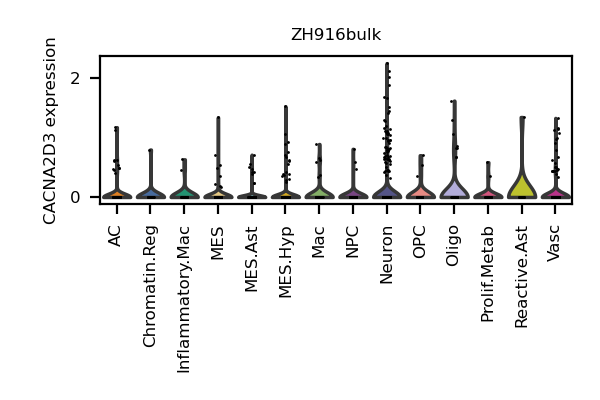 ZH916bulk
CACNA2D3 expression
2
0
AC
Chromatin.Reg
Inflammatory.Mac
MES
MES.Ast
MES.Hyp
Mac
NPC
Neuron
OPC
Oligo
Prolif.Metab
Reactive.Ast
Vasc